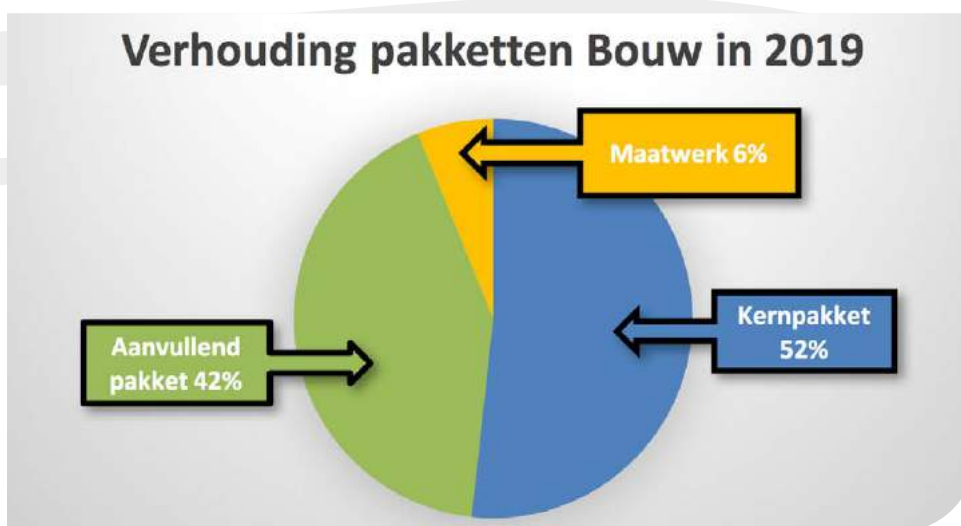 Verhouding pakketten Bouw in 2019
Maatwerk 6%
Kernpakket
52%
Aanvullend
pakket 42%